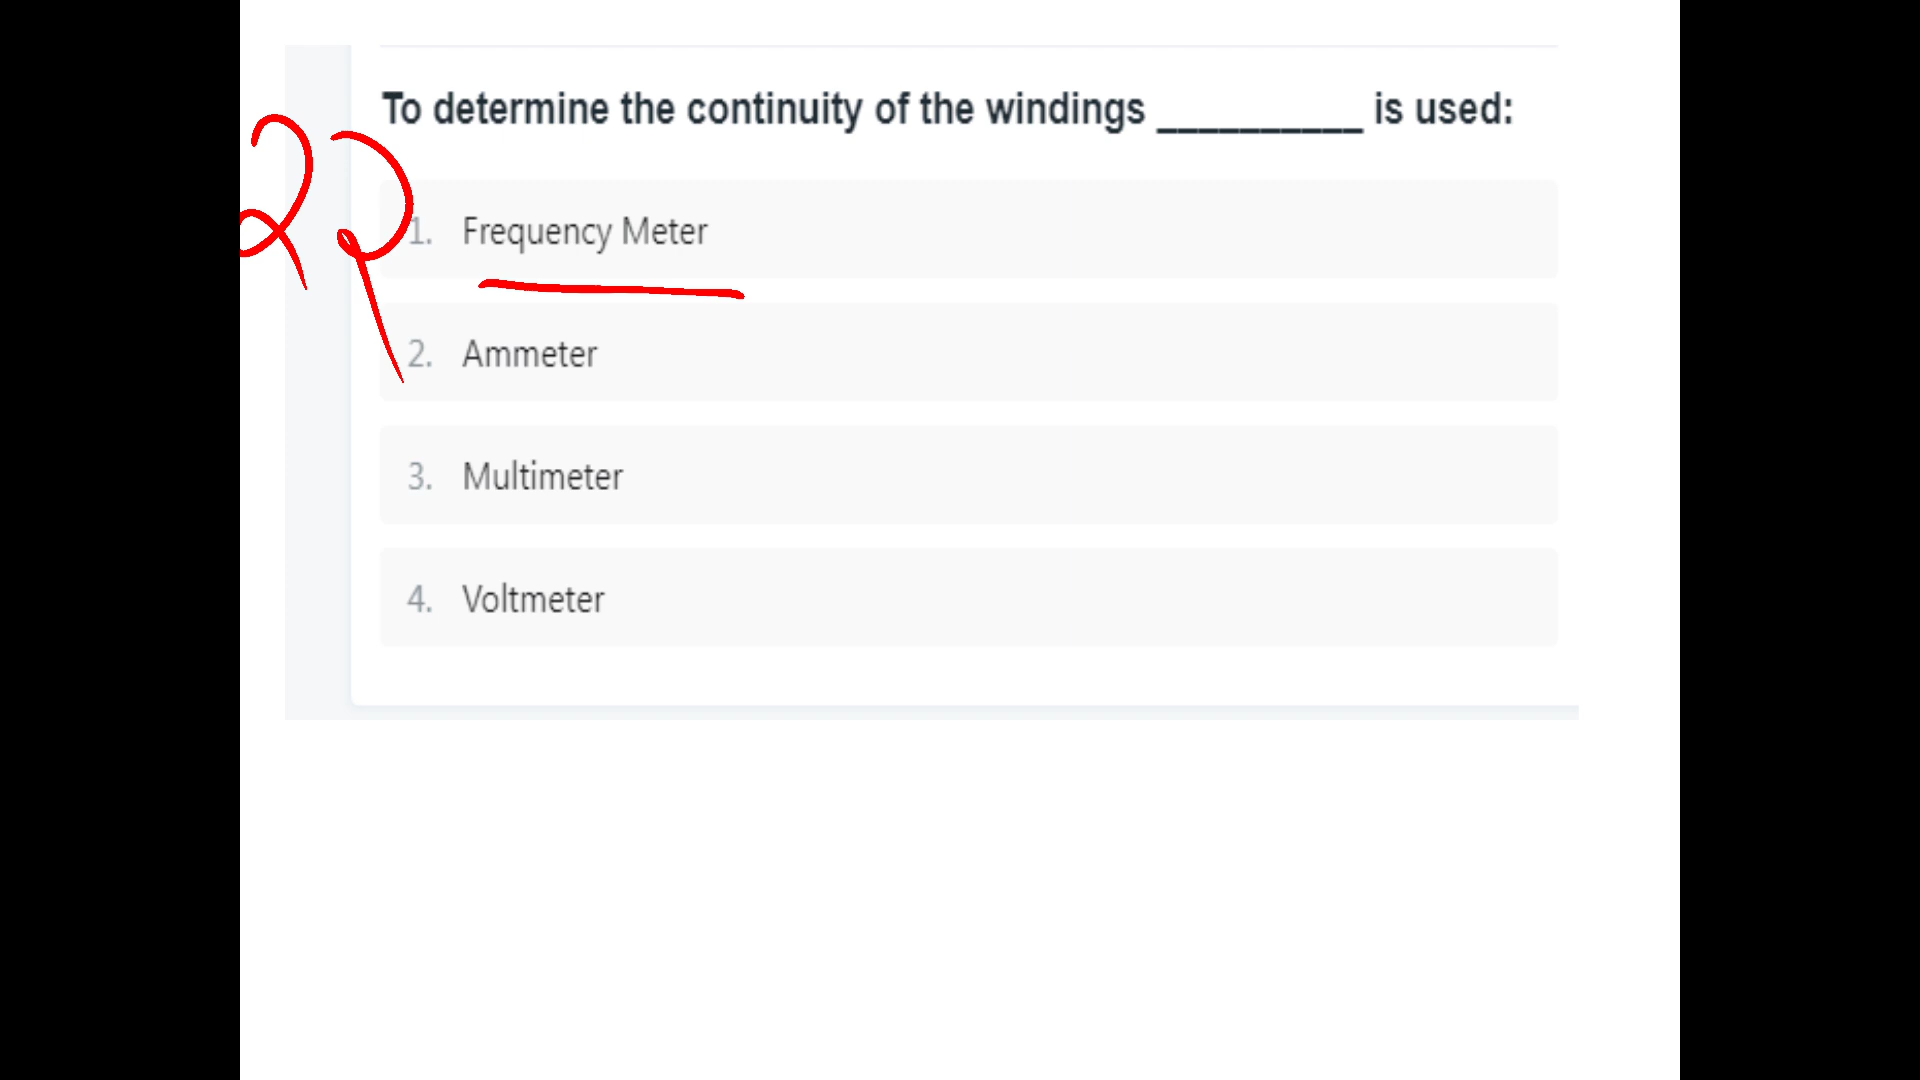 To determine the continuity of the windings __________ is used:
22
1. Frequency Meter
2. Ammeter
3. Multimeter
4. Voltmeter